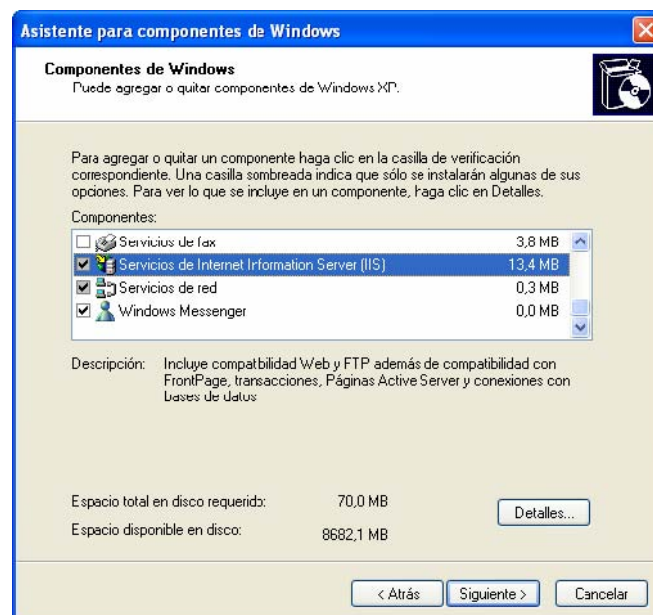 Asistente para componentes de Windows
Componentes de Windows
Puede agregar o quitar componentes de Windows XP.
Para agregar o quitar un componente haga clic en la casilla de verificación
correspondiente. Una casilla sombreada indica que sólo se instalarán algunas de sus
opciones. Para ver lo que se incluye en un componente, haga clic en Detalles.
Componentes:
Servicios de fax 3,8 MB
Servicios de Internet Information Server (IIS) 13,4 MB
Servicios de red 0,3 MB
Windows Messenger 0,0 MB
Descripción: Incluye compatibilidad Web y FTP además de compatibilidad con
FrontPage, transacciones, Páginas Active Server y conexiones con
bases de datos
Espacio total en disco requerido: 70,0 MB
Detalles...
Espacio disponible en disco: 8682,1 MB
< Atrás Siguiente > Cancelar